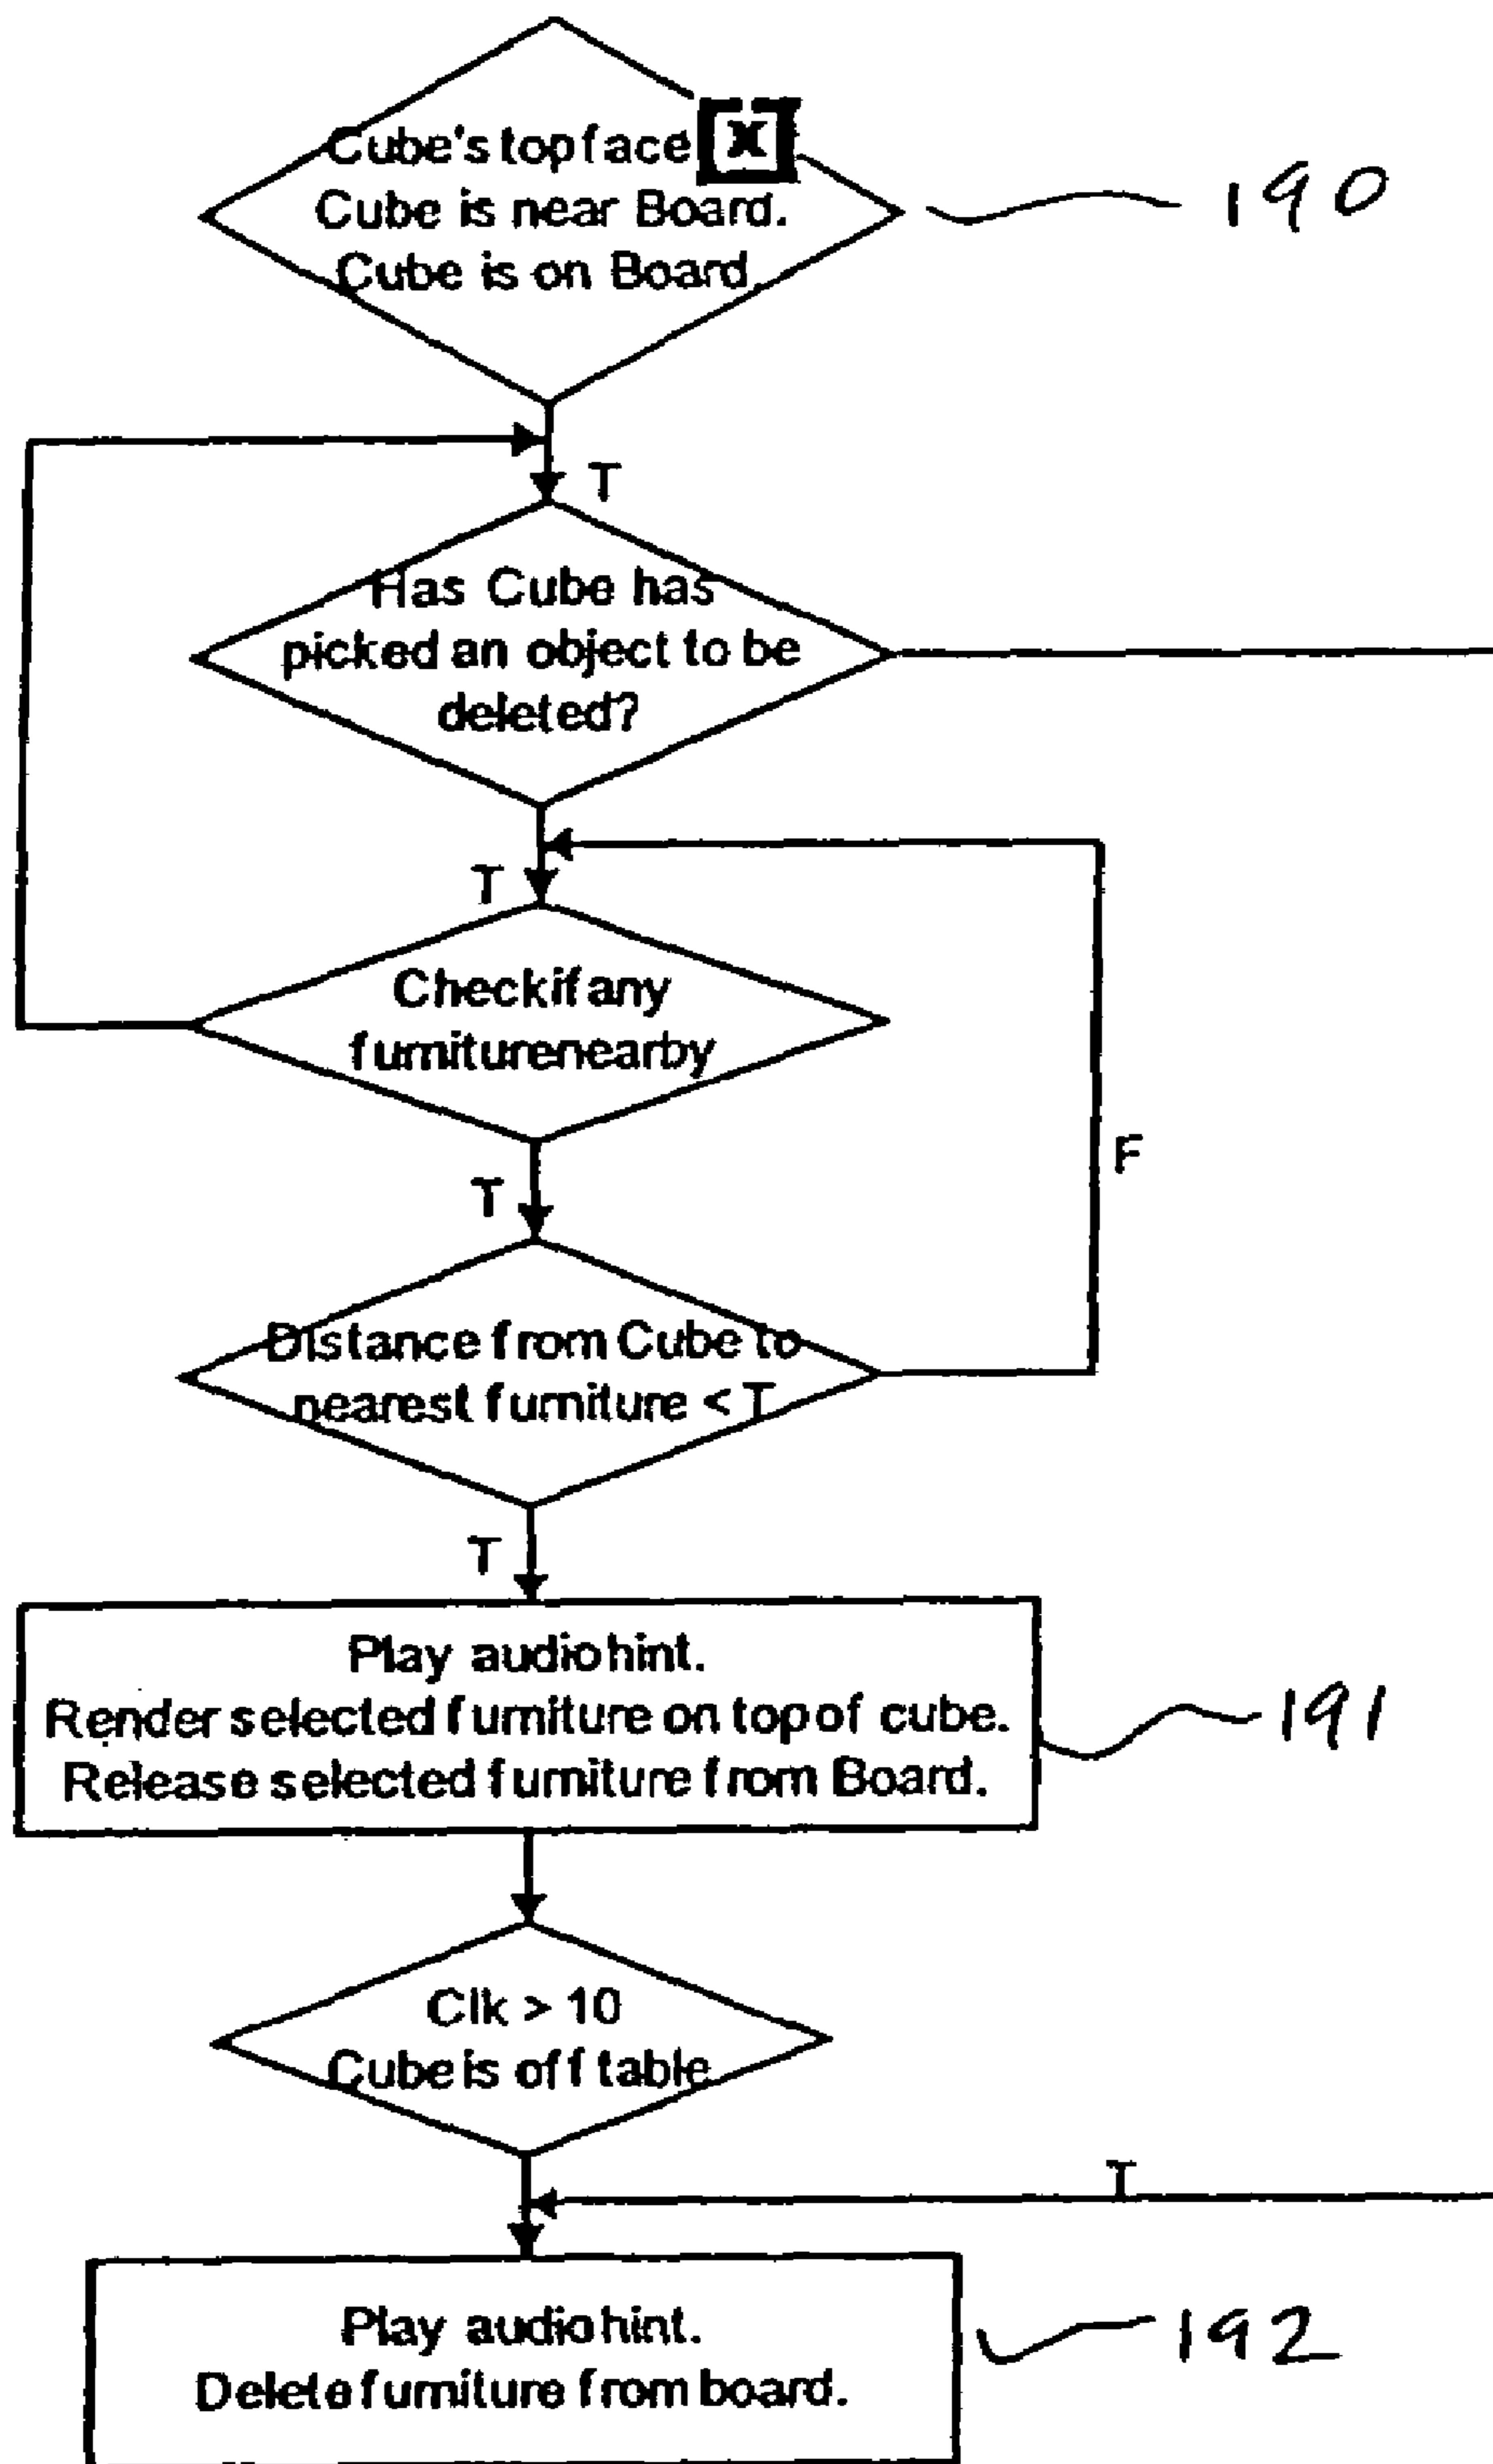 Cube's top face x
Cube is near Board.
Cube is on Board.
190
T
Has Cube has
picked an object to be
deleted?
T
Check if any
furniture nearby
F
T
Distance from Cube to
nearest furniture < T
T
Play audio hint.
Render selected furniture on top of cube.
Release selected furniture from Board.
191
Clk > 10
Cube is off table
T
Play audio hint.
Delete furniture from board.
192